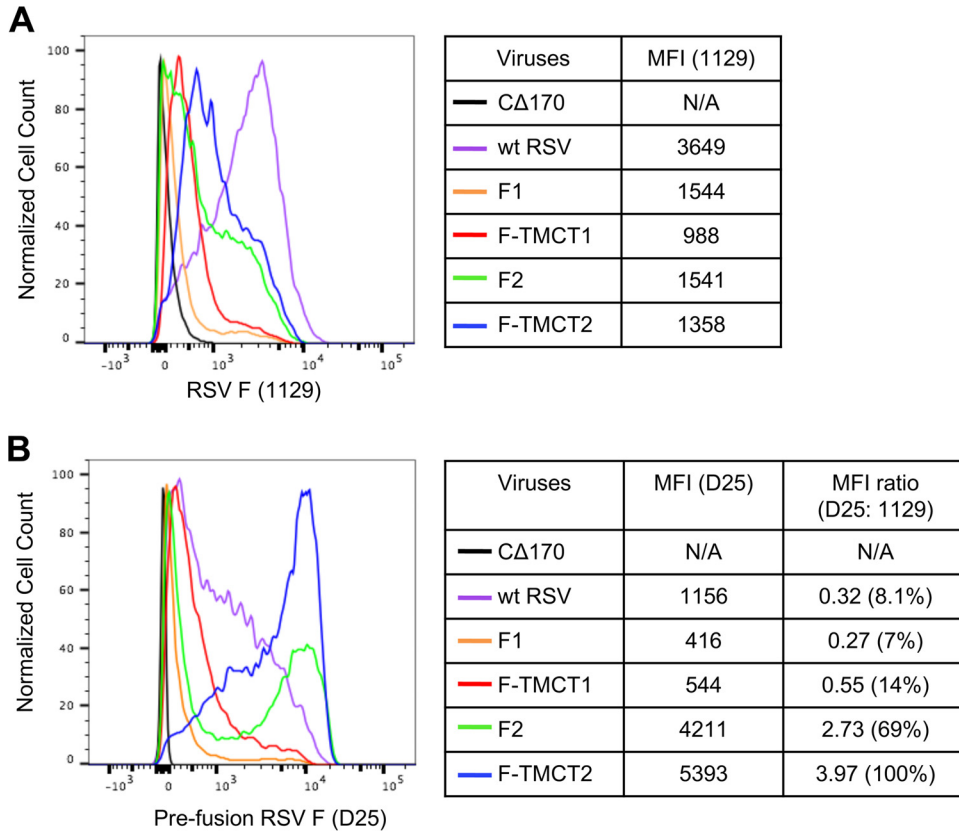 A
Normalized Cell Count
100
80
60
40
20
0
-10³ 0 10³ 10⁴ 10⁵
RSV F (1129)
Viruses MFI (1129)
CΔ170 N/A
wt RSV 3649
F1 1544
F-TMCT1 988
F2 1541
F-TMCT2 1358
B
Normalized Cell Count
100
80
60
40
20
0
-10³ 0 10³ 10⁴ 10⁵
Pre-fusion RSV F (D25)
Viruses MFI (D25) MFI ratio
(D25: 1129)
CΔ170 N/A N/A
wt RSV 1156 0.32 (8.1%)
F1 416 0.27 (7%)
F-TMCT1 544 0.55 (14%)
F2 4211 2.73 (69%)
F-TMCT2 5393 3.97 (100%)